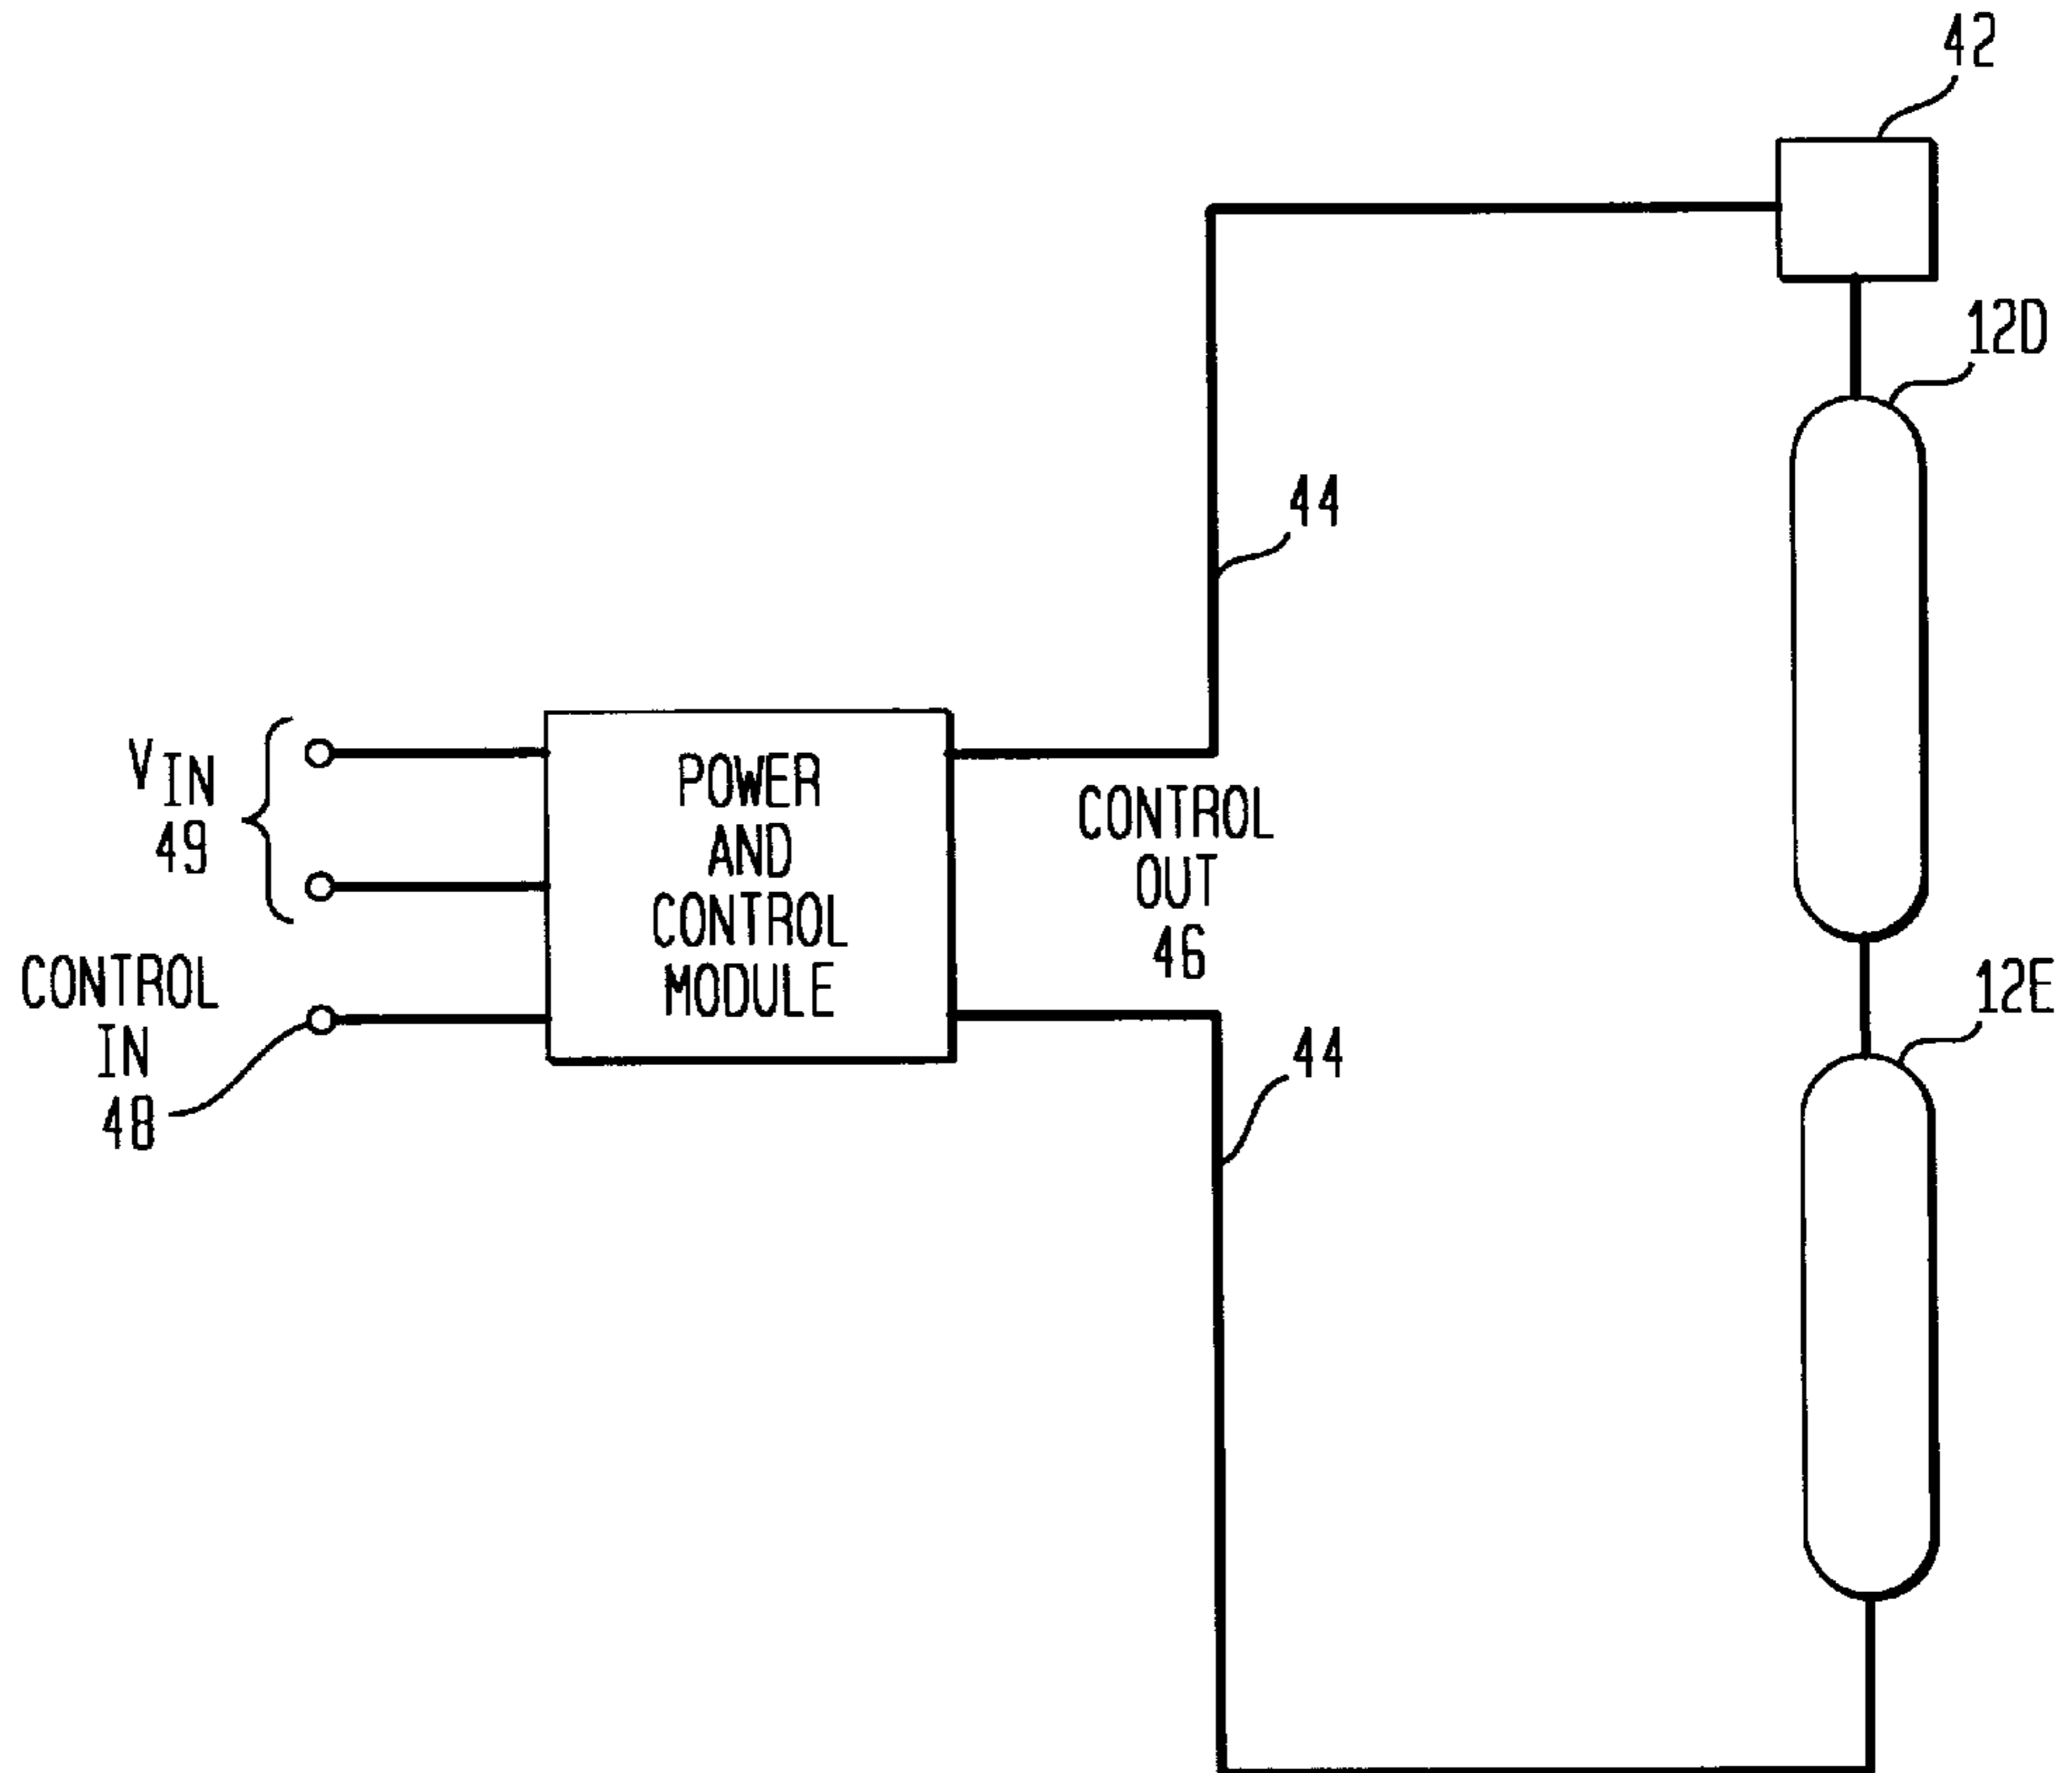 42
12D
44
V IN
49
POWER
AND
CONTROL
MODULE
CONTROL
OUT
46
CONTROL
IN
48
12E
44